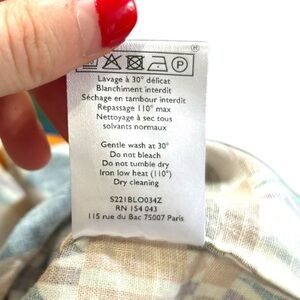 ®
P
Lavage à 30° délicat
Blanchiment interdit
Séchage en tambour interdit
Repassage 110° max
Nettoyage à sec tous
solvants normaux
Gentle wash at 30°
Do not bleach
Do not tumble dry
Iron low heat (110°)
Dry cleaning
S221BLO034Z
RN 154 043
115 rue du Bac 75007 Paris